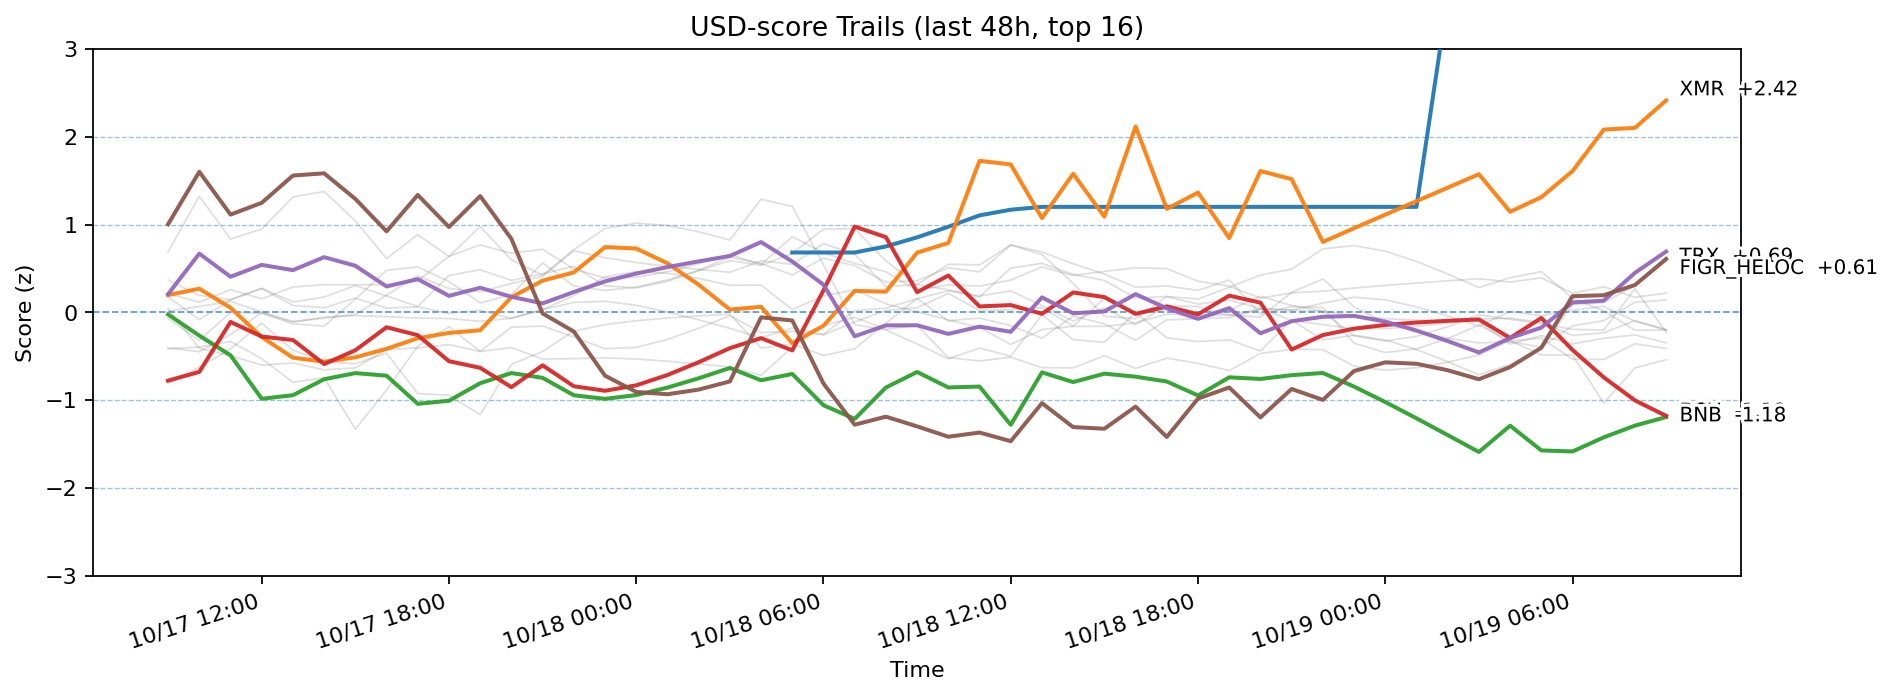 USD-score Trails (last 48h, top 16)
Score (z)
3
2
1
0
−1
−2
−3
XMR +2.42
TRX +0.69
FIGR_HELOC +0.61
BNB -1.18
10/17 12:00
10/17 18:00
10/18 00:00
10/18 06:00
10/18 12:00
10/18 18:00
10/19 00:00
10/19 06:00
Time